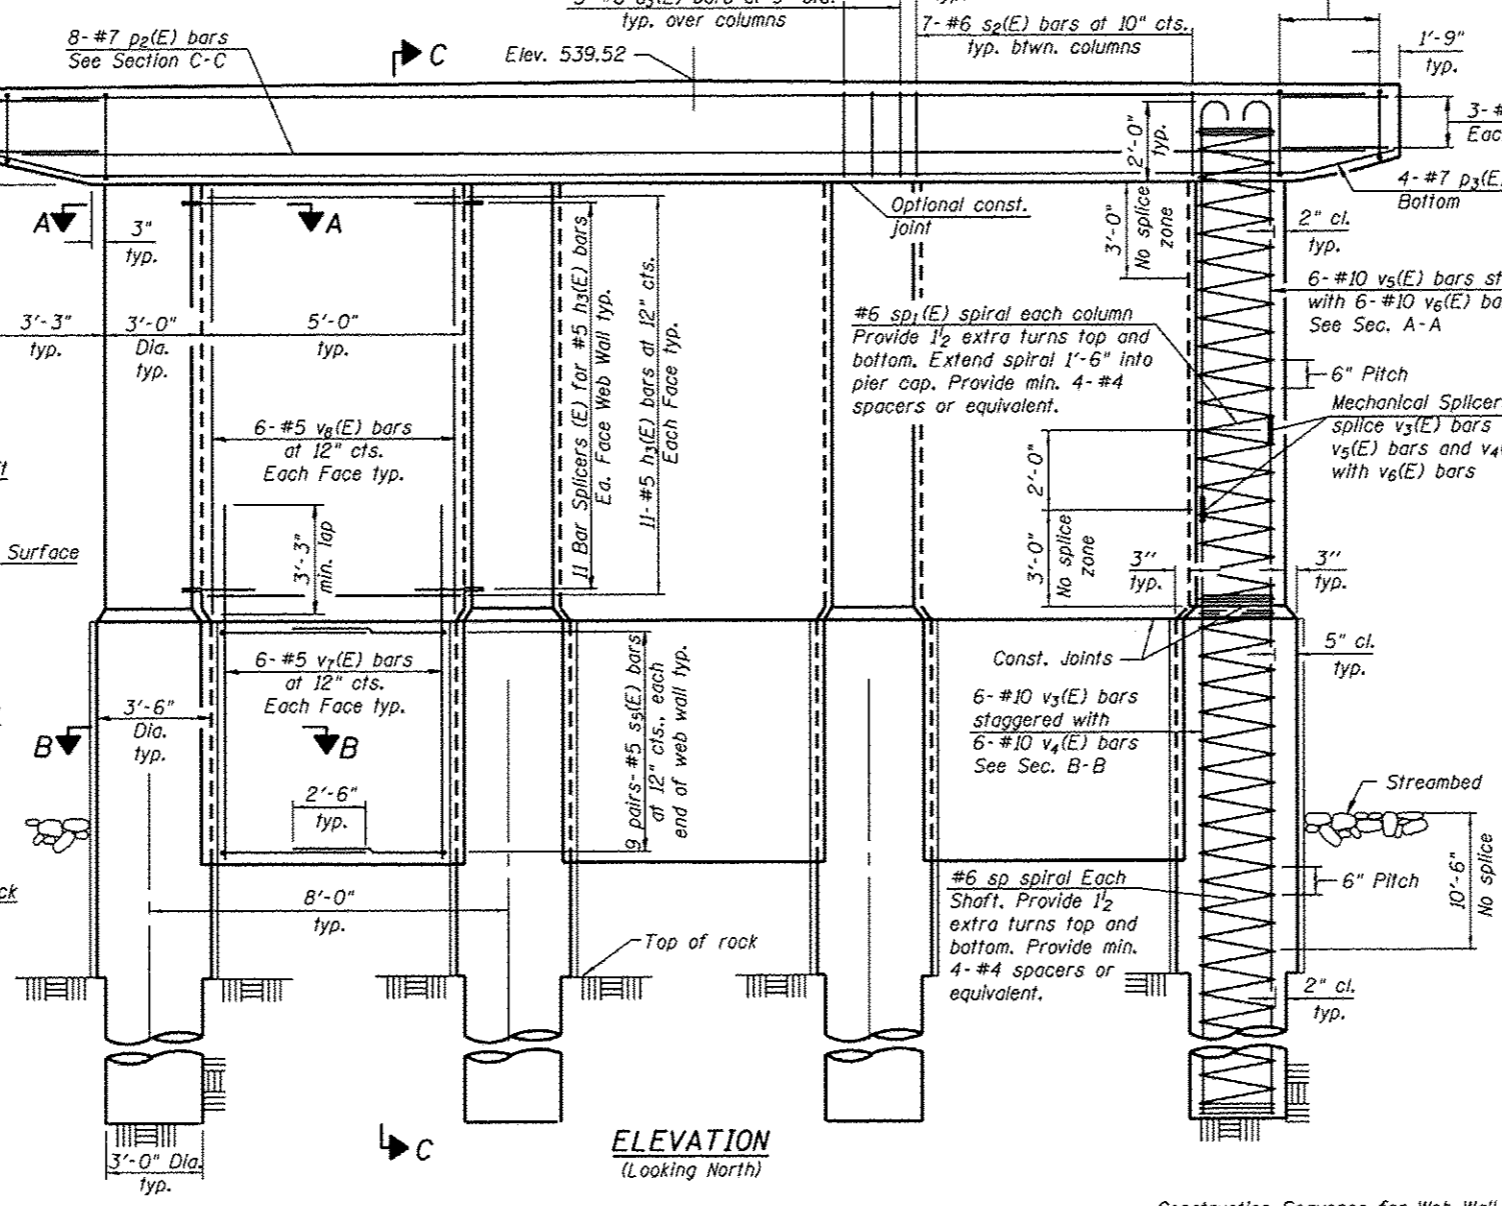 typ. over columns
7-#6 s2(E) bars at 10" cts.
typ. btwn. columns
8-#7 p2(E) bars
See Section C-C
C
Elev. 539.52
1'-9"
typ.
2'-0"
typ.
4-#7 p3(E
Bottom
A
A
3"
typ.
Optional const.
joint
3'-0"
No splice
zone
2" cl.
typ.
6-#10 v5(E) bars st
with 6-#10 v6(E) ba
See Sec. A-A
3'-3"
typ.
3'-0"
Dia.
typ.
5'-0"
typ.
11 Bar Splicers (E) for #5 h3(E) bars
Ea. Face Web Wall typ.
11-#5 h3(E) bars at 12" cts.
Each Face typ.
#6 sp1(E) spiral each column
Provide 1½ extra turns top and
bottom. Extend spiral 1'-6" into
pier cap. Provide min. 4-#4
spacers or equivalent.
6" Pitch
Mechanical Splicer
splice v3(E) bars
v5(E) bars and v4(
with v6(E) bars
6-#5 v8(E) bars
at 12" cts.
Each Face typ.
2'-0"
3'-0"
No splice
zone
Surface
3'-3"
min. lap
3"
typ.
3"
typ.
6-#5 v7(E) bars
at 12" cts.
Each Face typ.
9 pairs-#5 s5(E) bars
at 12" cts., each
end of web wall typ.
Const. Joints
5" cl.
typ.
3'-6"
Dia.
typ.
B
B
6-#10 v3(E) bars
staggered with
6-#10 v4(E) bars
See Sec. B-B
2'-6"
typ.
Streambed
8'-0"
typ.
#6 sp spiral Each
Shaft. Provide 1½
extra turns top and
bottom. Provide min.
4-#4 spacers or
equivalent.
6" Pitch
10'-6"
No splice
Top of rock
2" cl.
typ.
C
ELEVATION
(Looking North)
3'-0" Dia.
typ.